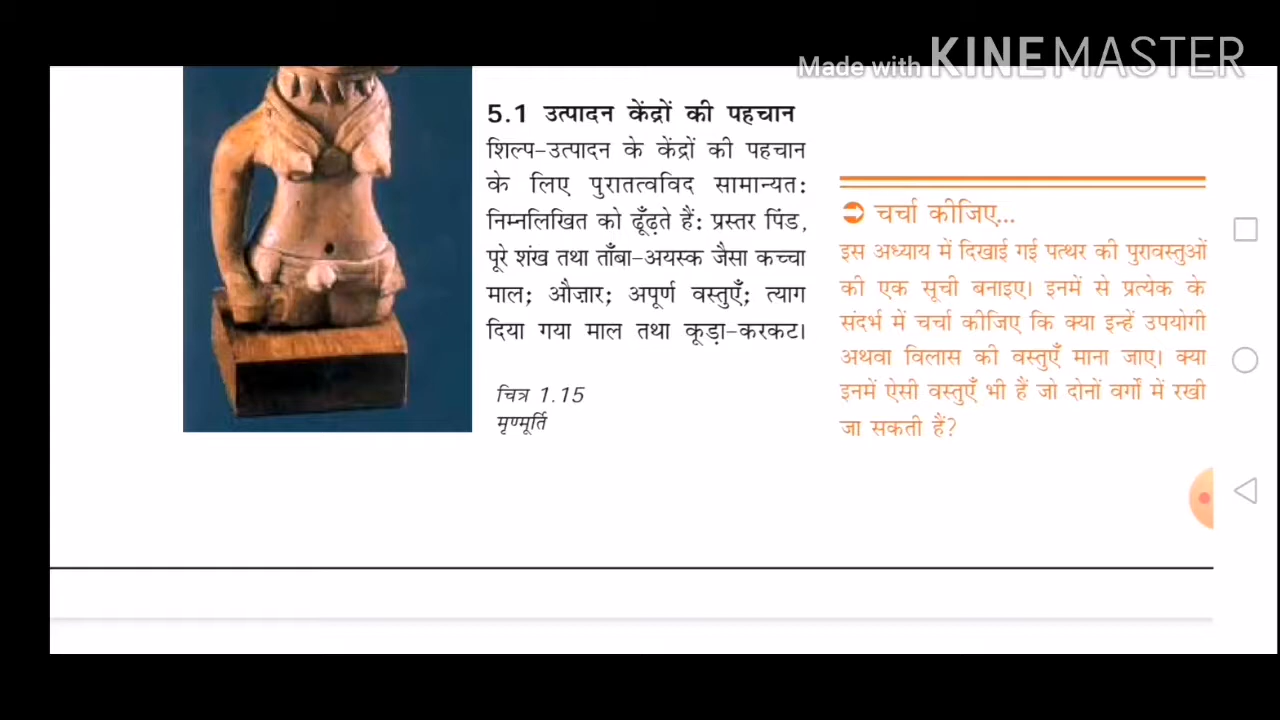 Made with KINEMASTER
5.1 उत्पादन केंद्रों की पहचान
शिल्प-उत्पादन के केंद्रों की पहचान
के लिए पुरातत्वविद सामान्यत:
निम्नलिखित को ढूँढ़ते हैं: प्रस्तर पिंड,
पूरे शंख तथा ताँबा-अयस्क जैसा कच्चा
माल; औज़ार; अपूर्ण वस्तुएँ; त्याग
दिया गया माल तथा कूड़ा-करकट।
चित्र 1.15
मृण्मूर्ति
चर्चा कीजिए...
इस अध्याय में दिखाई गई पत्थर की पुरावस्तुओं
की एक सूची बनाइए। इनमें से प्रत्येक के
संदर्भ में चर्चा कीजिए कि क्या इन्हें उपयोगी
अथवा विलास की वस्तुएँ माना जाए। क्या
इनमें ऐसी वस्तुएँ भी हैं जो दोनों वर्गों में रखी
जा सकती हैं?